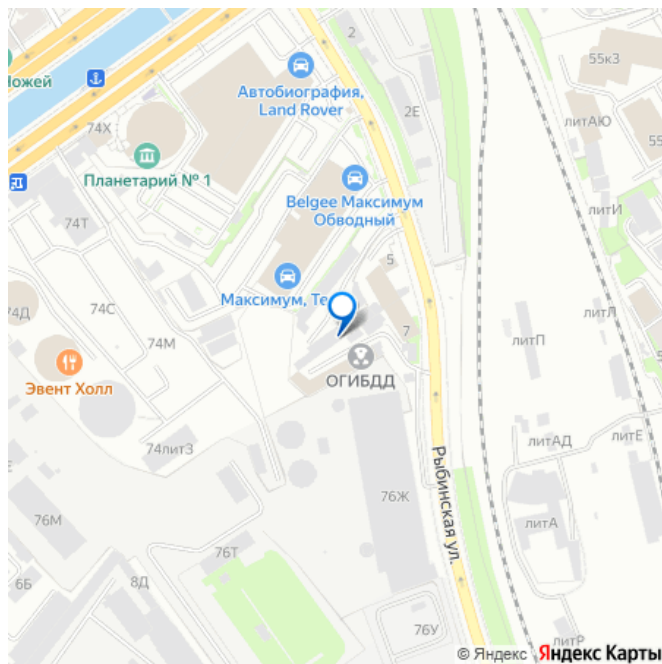 2
55к3
Ножей
Автобиография,
Land Rover
2Е
литАЮ
74Х
55
Планетарий № 1
Belgee Максимум
Обводный
74Т
литИ
5
Максимум, Те
74С
74Д
литЛ
74М
7
литП
Эвент Холл
ОГИБДД
74лит3
литАД
литЕ
Рыбинская ул.
76Ж
76М
литА
76Т
6Б
8Д
76У
литР
© Яндекс Яндекс Карты